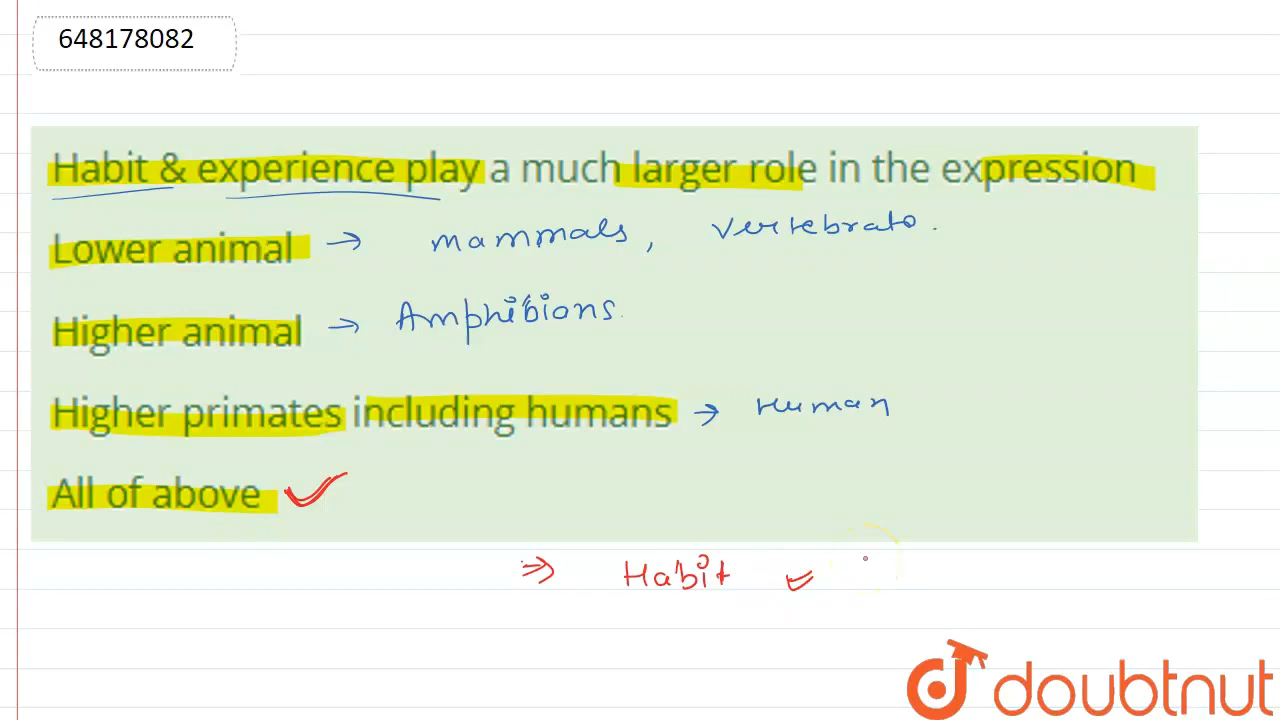 648178082
Habit & experience play a much larger role in the expression
Lower animal → mammals, vertebrato.
Higher animal → Amphibions.
Higher primates including humans → Human
All of above ✓
⇒ Habit ✓
doubtnut